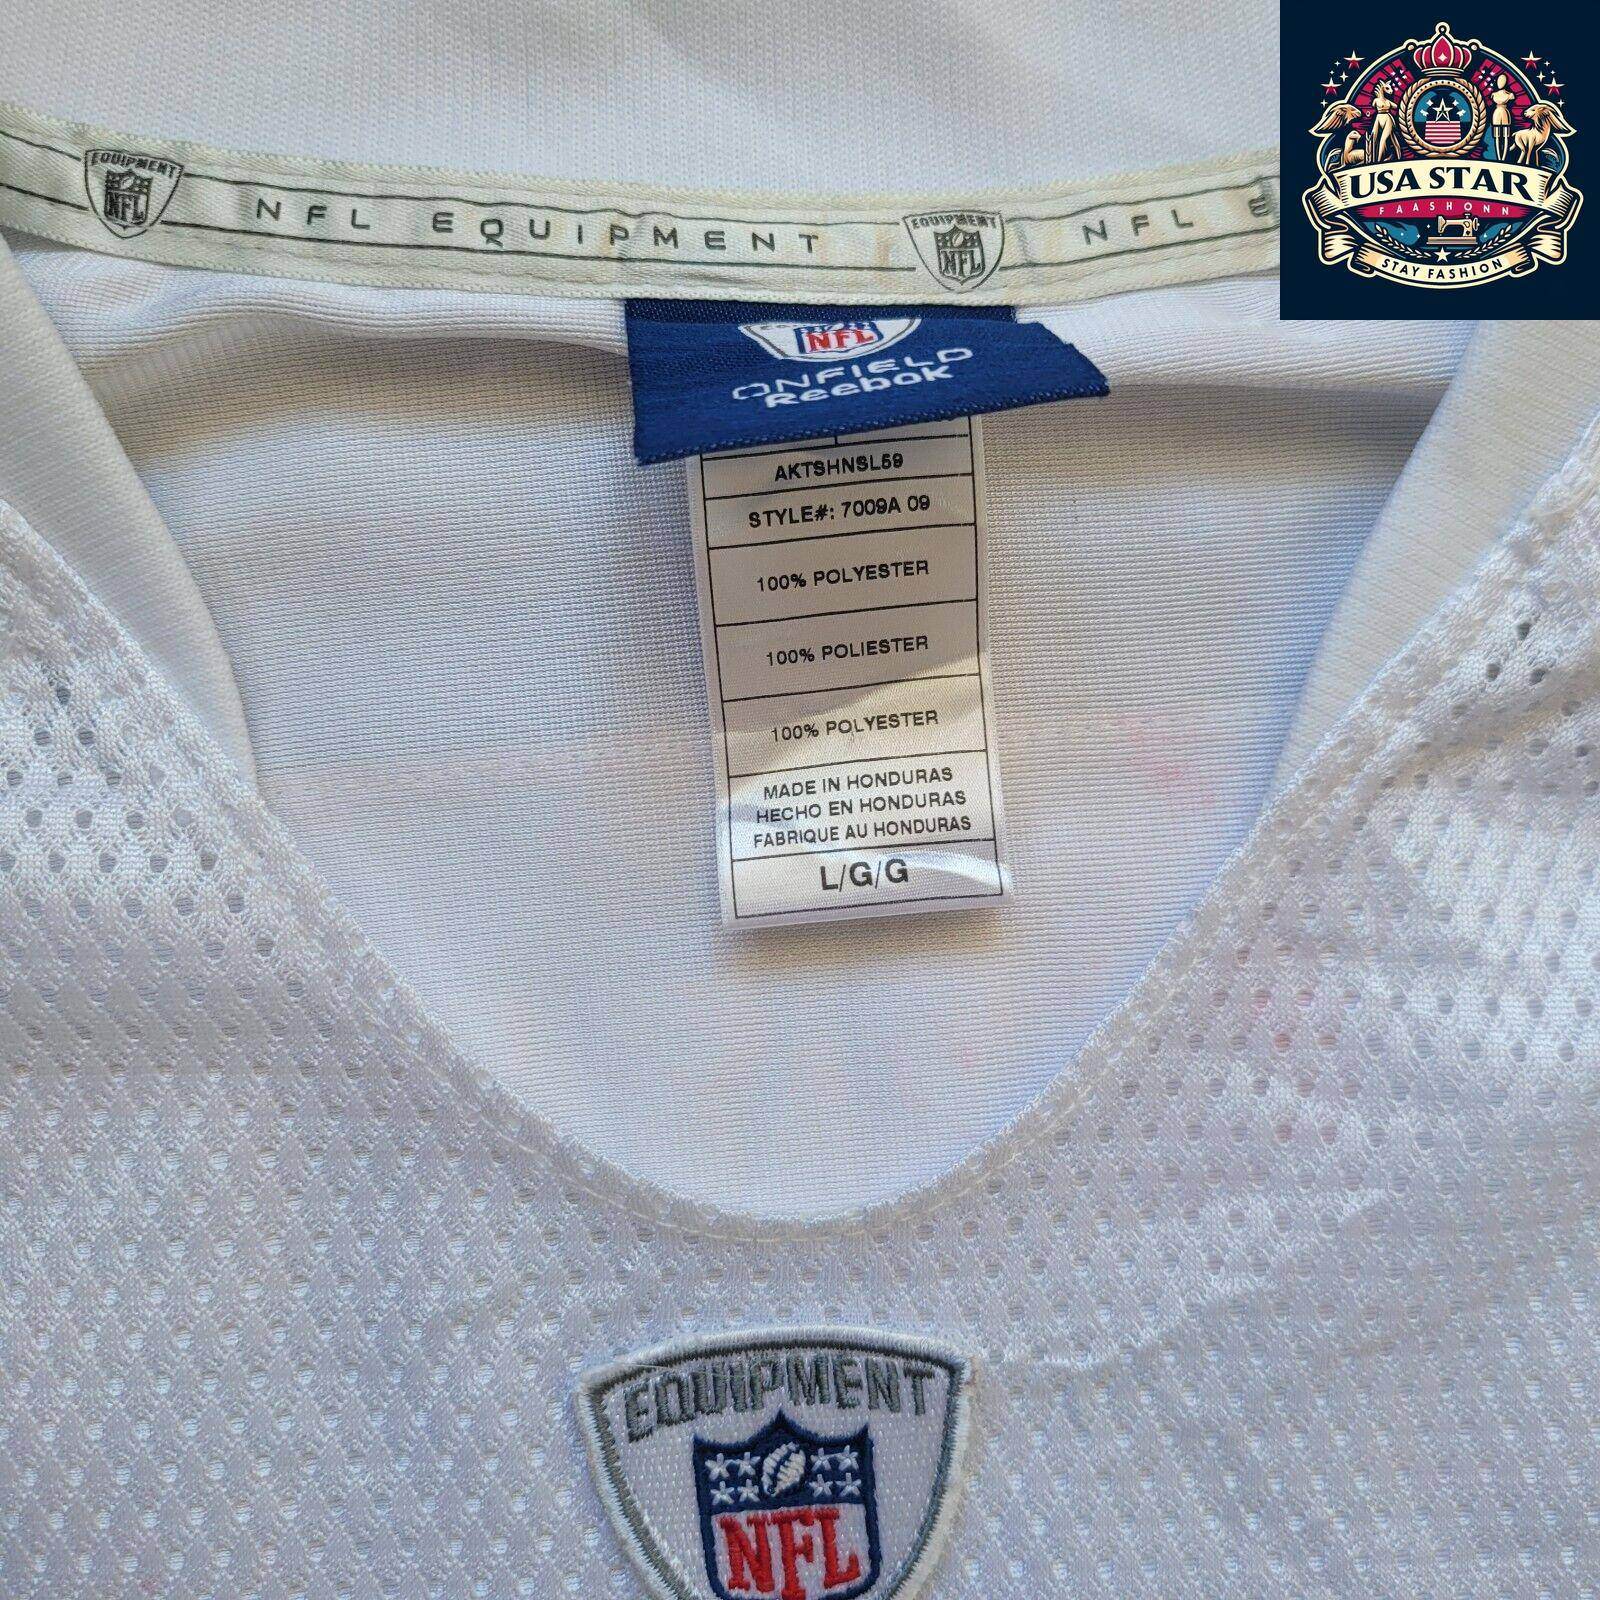 USA STAR
FAASHONN
STAY FASHION
EQUIPMENT
NFL
NFL EQUIPMENT
EQUIPMENT
NFL
NFL E
NFL
ONFIELD
Reebok
AKTSHNSL59
STYLE#: 7009A 09
100% POLYESTER
100% POLIESTER
100% POLYESTER
MADE IN HONDURAS
HECHO EN HONDURAS
FABRIQUE AU HONDURAS
L/G/G
EQUIPMENT
NFL